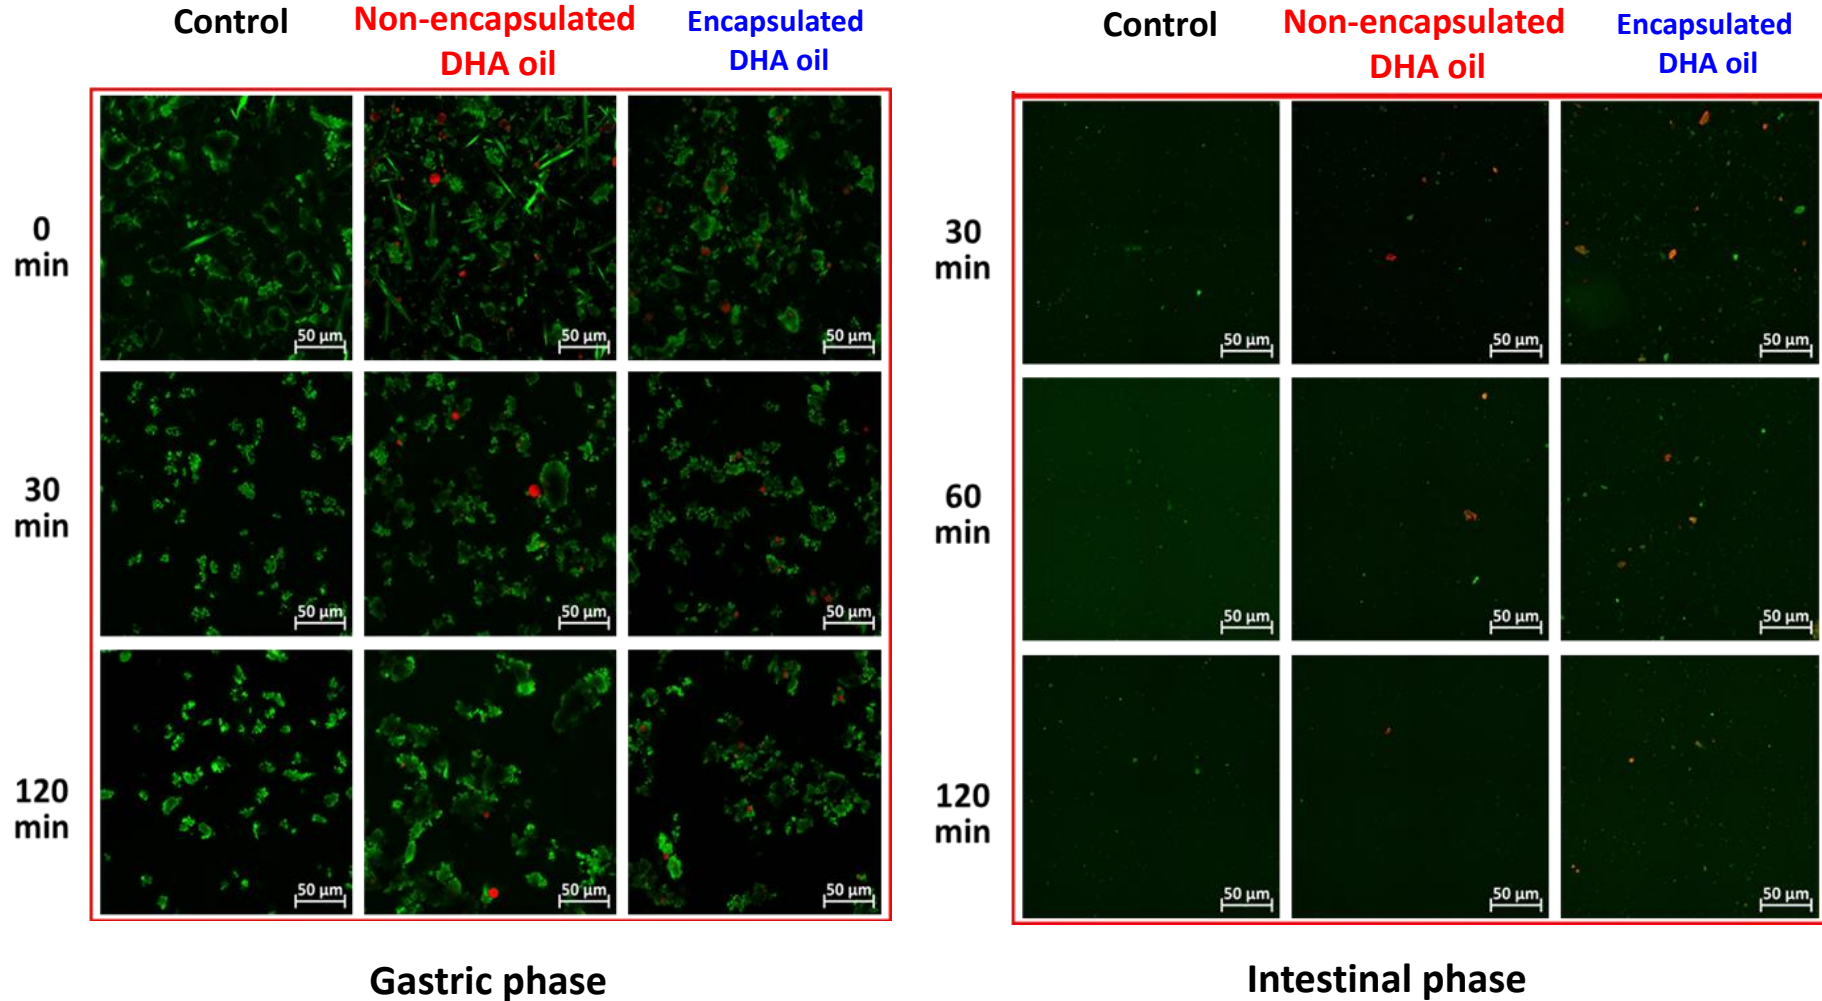 Control
Non-encapsulated
DHA oil
Encapsulated
DHA oil
0
min
50 µm
50 µm
50 µm
30
min
50 µm
50 µm
50 µm
120
min
50 µm
50 µm
50 µm
Gastric phase
Control
Non-encapsulated
DHA oil
Encapsulated
DHA oil
30
min
50 µm
50 µm
50 µm
60
min
50 µm
50 µm
50 µm
120
min
50 µm
50 µm
50 µm
Intestinal phase